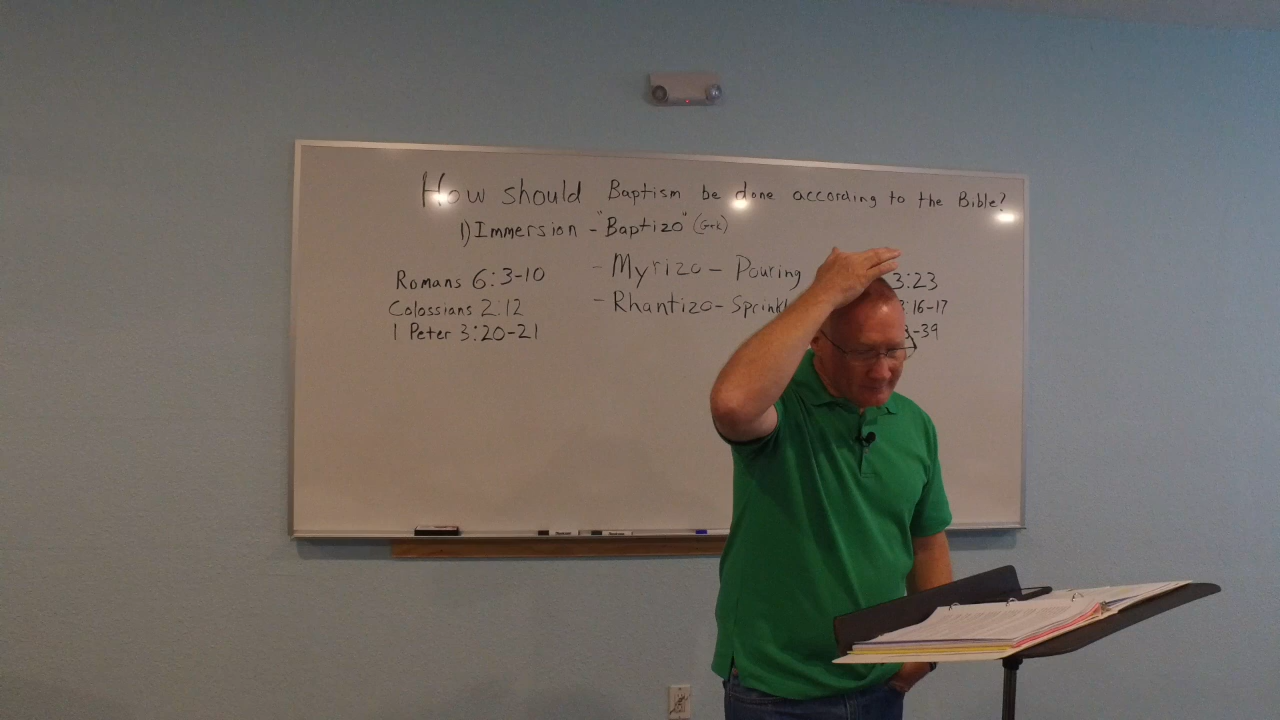 How should Baptism be done according to the Bible?
1) Immersion - "Baptizo" (Grk)
Romans 6:3-10
Colossians 2:12
1 Peter 3:20-21
- Myrizo - Pouring
- Rhantizo - Sprinkl
3:23
3:16-17
-39